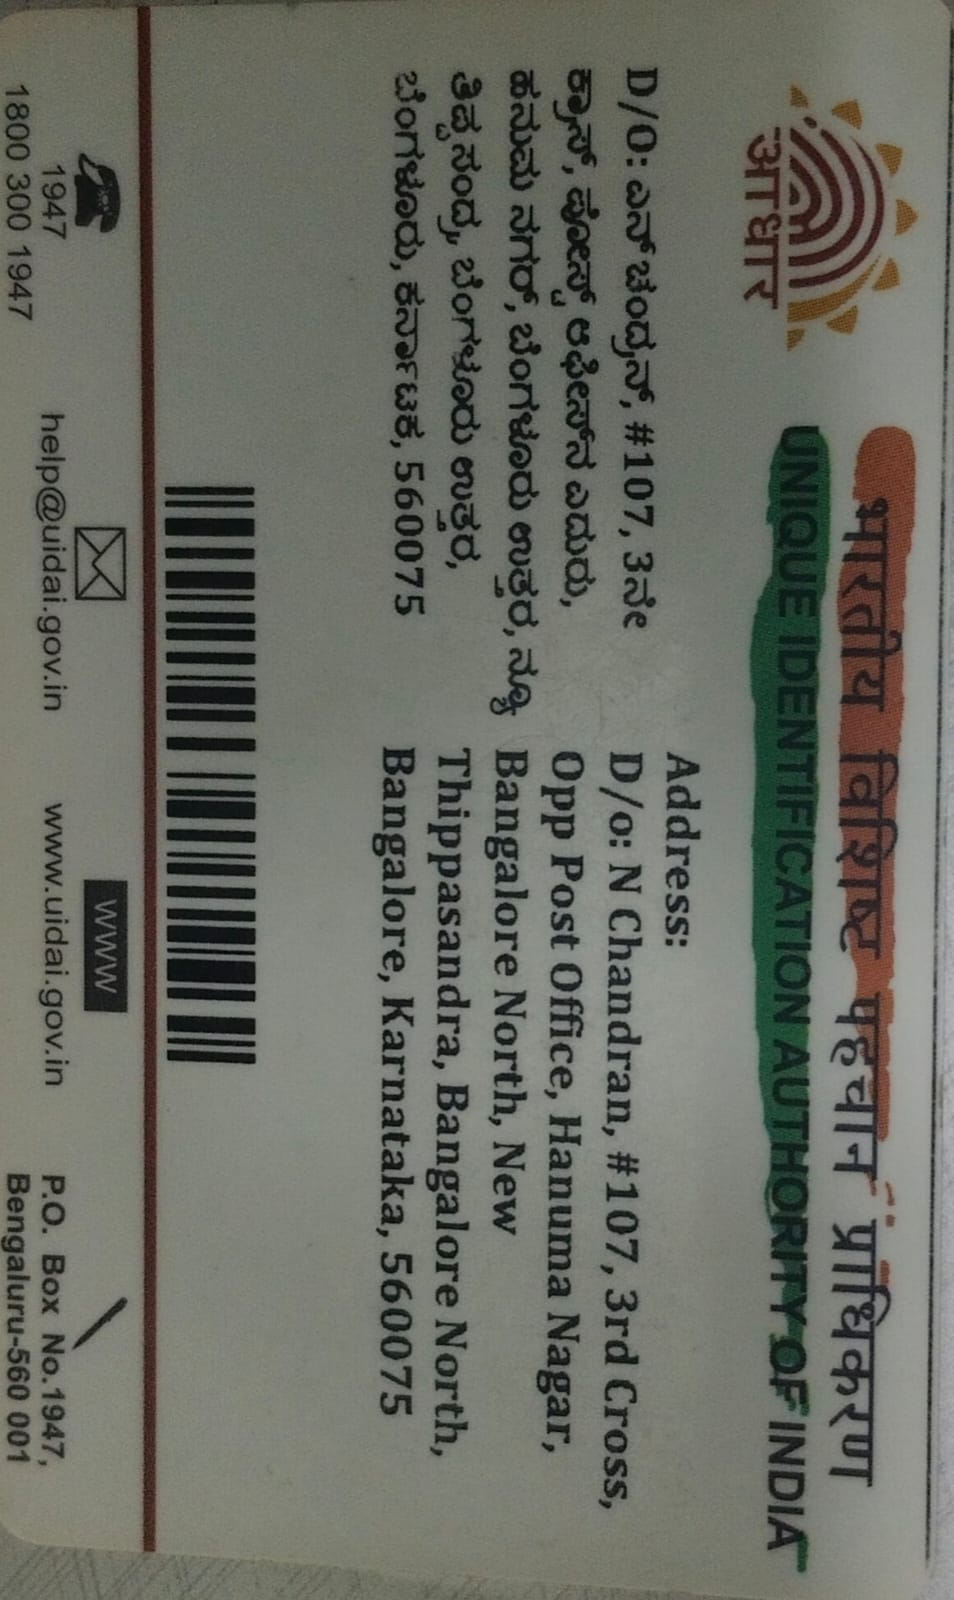 आधार
भारतीय विशिष्ट पहचान प्राधिकरण
UNIQUE IDENTIFICATION AUTHORITY OF INDIA
D/O: ಎನ್ ಚಂದ್ರನ್, #107, 3ನೇ
ಕ್ರಾಸ್, ಪೋಸ್ಟ್ ಆಫೀಸ್‌ನ ಎದುರು,
ಹನುಮ ನಗರ್, ಬೆಂಗಳೂರು ಉತ್ತರ, ನ್ಯೂ
ತಿಪ್ಪಸಂದ್ರ, ಬೆಂಗಳೂರು ಉತ್ತರ,
ಬೆಂಗಳೂರು, ಕರ್ನಾಟಕ, 560075
Address:
D/o: N Chandran, #107, 3rd Cross,
Opp Post Office, Hanuma Nagar,
Bangalore North, New
Thippasandra, Bangalore North,
Bangalore, Karnataka, 560075
1947
1800 300 1947
help@uidai.gov.in
WWW
www.uidai.gov.in
P.O. Box No.1947,
Bengaluru-560 001